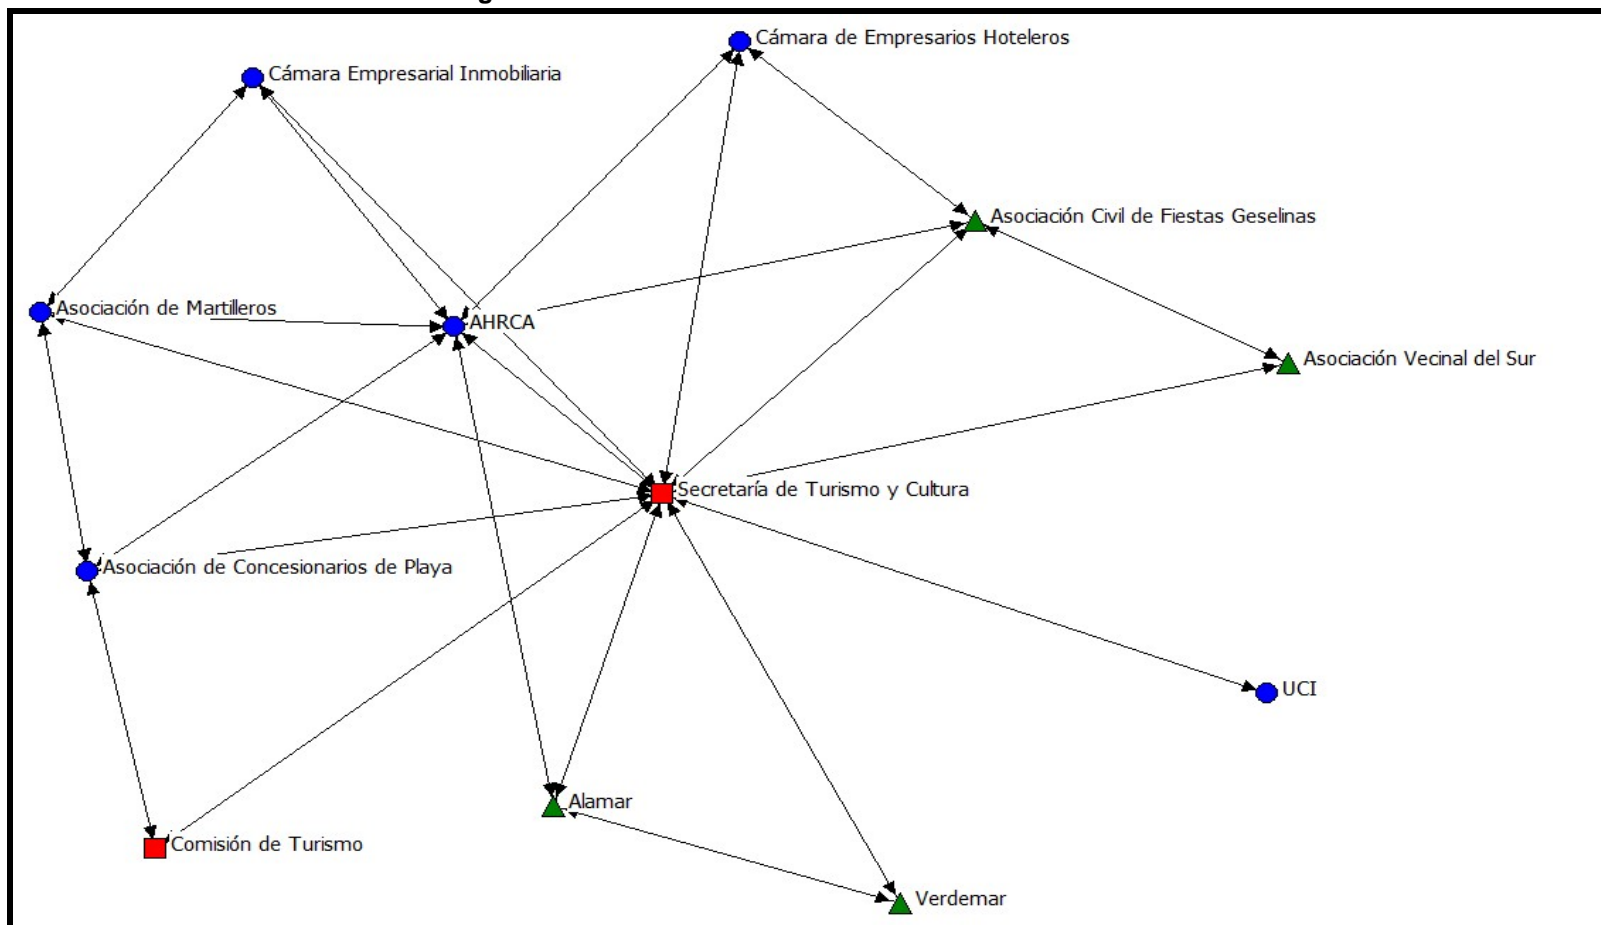 Cámara de Empresarios Hoteleros
Cámara Empresarial Inmobiliaria
Asociación Civil de Fiestas Geselinas
Asociación de Martilleros
AHRCA
Asociación Vecinal del Sur
Secretaría de Turismo y Cultura
Asociación de Concesionarios de Playa
UCI
Alamar
Comisión de Turismo
Verdemar